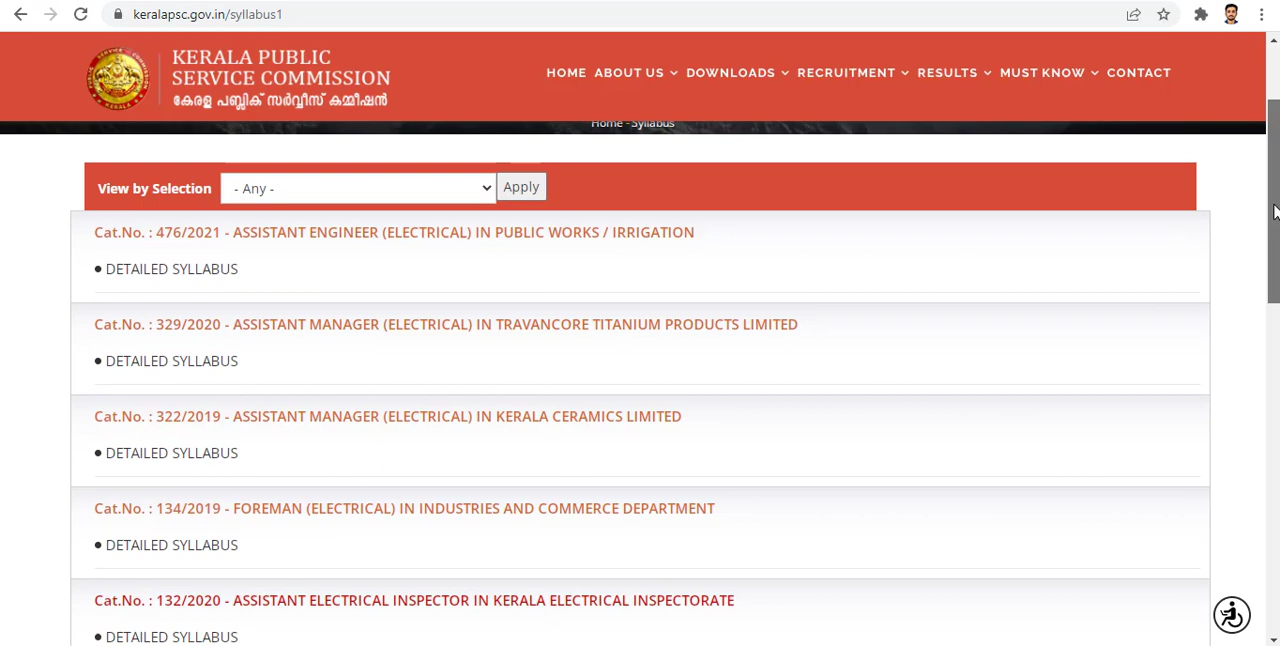 keralapsc.gov.in/syllabus1
KERALA PUBLIC
SERVICE COMMISSION
കേരള പബ്ലിക് സർവ്വീസ് കമ്മീഷൻ
HOME ABOUT US DOWNLOADS RECRUITMENT RESULTS MUST KNOW CONTACT
Home - Syllabus
View by Selection - Any - Apply
Cat.No. : 476/2021 - ASSISTANT ENGINEER (ELECTRICAL) IN PUBLIC WORKS / IRRIGATION
• DETAILED SYLLABUS
Cat.No. : 329/2020 - ASSISTANT MANAGER (ELECTRICAL) IN TRAVANCORE TITANIUM PRODUCTS LIMITED
• DETAILED SYLLABUS
Cat.No. : 322/2019 - ASSISTANT MANAGER (ELECTRICAL) IN KERALA CERAMICS LIMITED
• DETAILED SYLLABUS
Cat.No. : 134/2019 - FOREMAN (ELECTRICAL) IN INDUSTRIES AND COMMERCE DEPARTMENT
• DETAILED SYLLABUS
Cat.No. : 132/2020 - ASSISTANT ELECTRICAL INSPECTOR IN KERALA ELECTRICAL INSPECTORATE
• DETAILED SYLLABUS